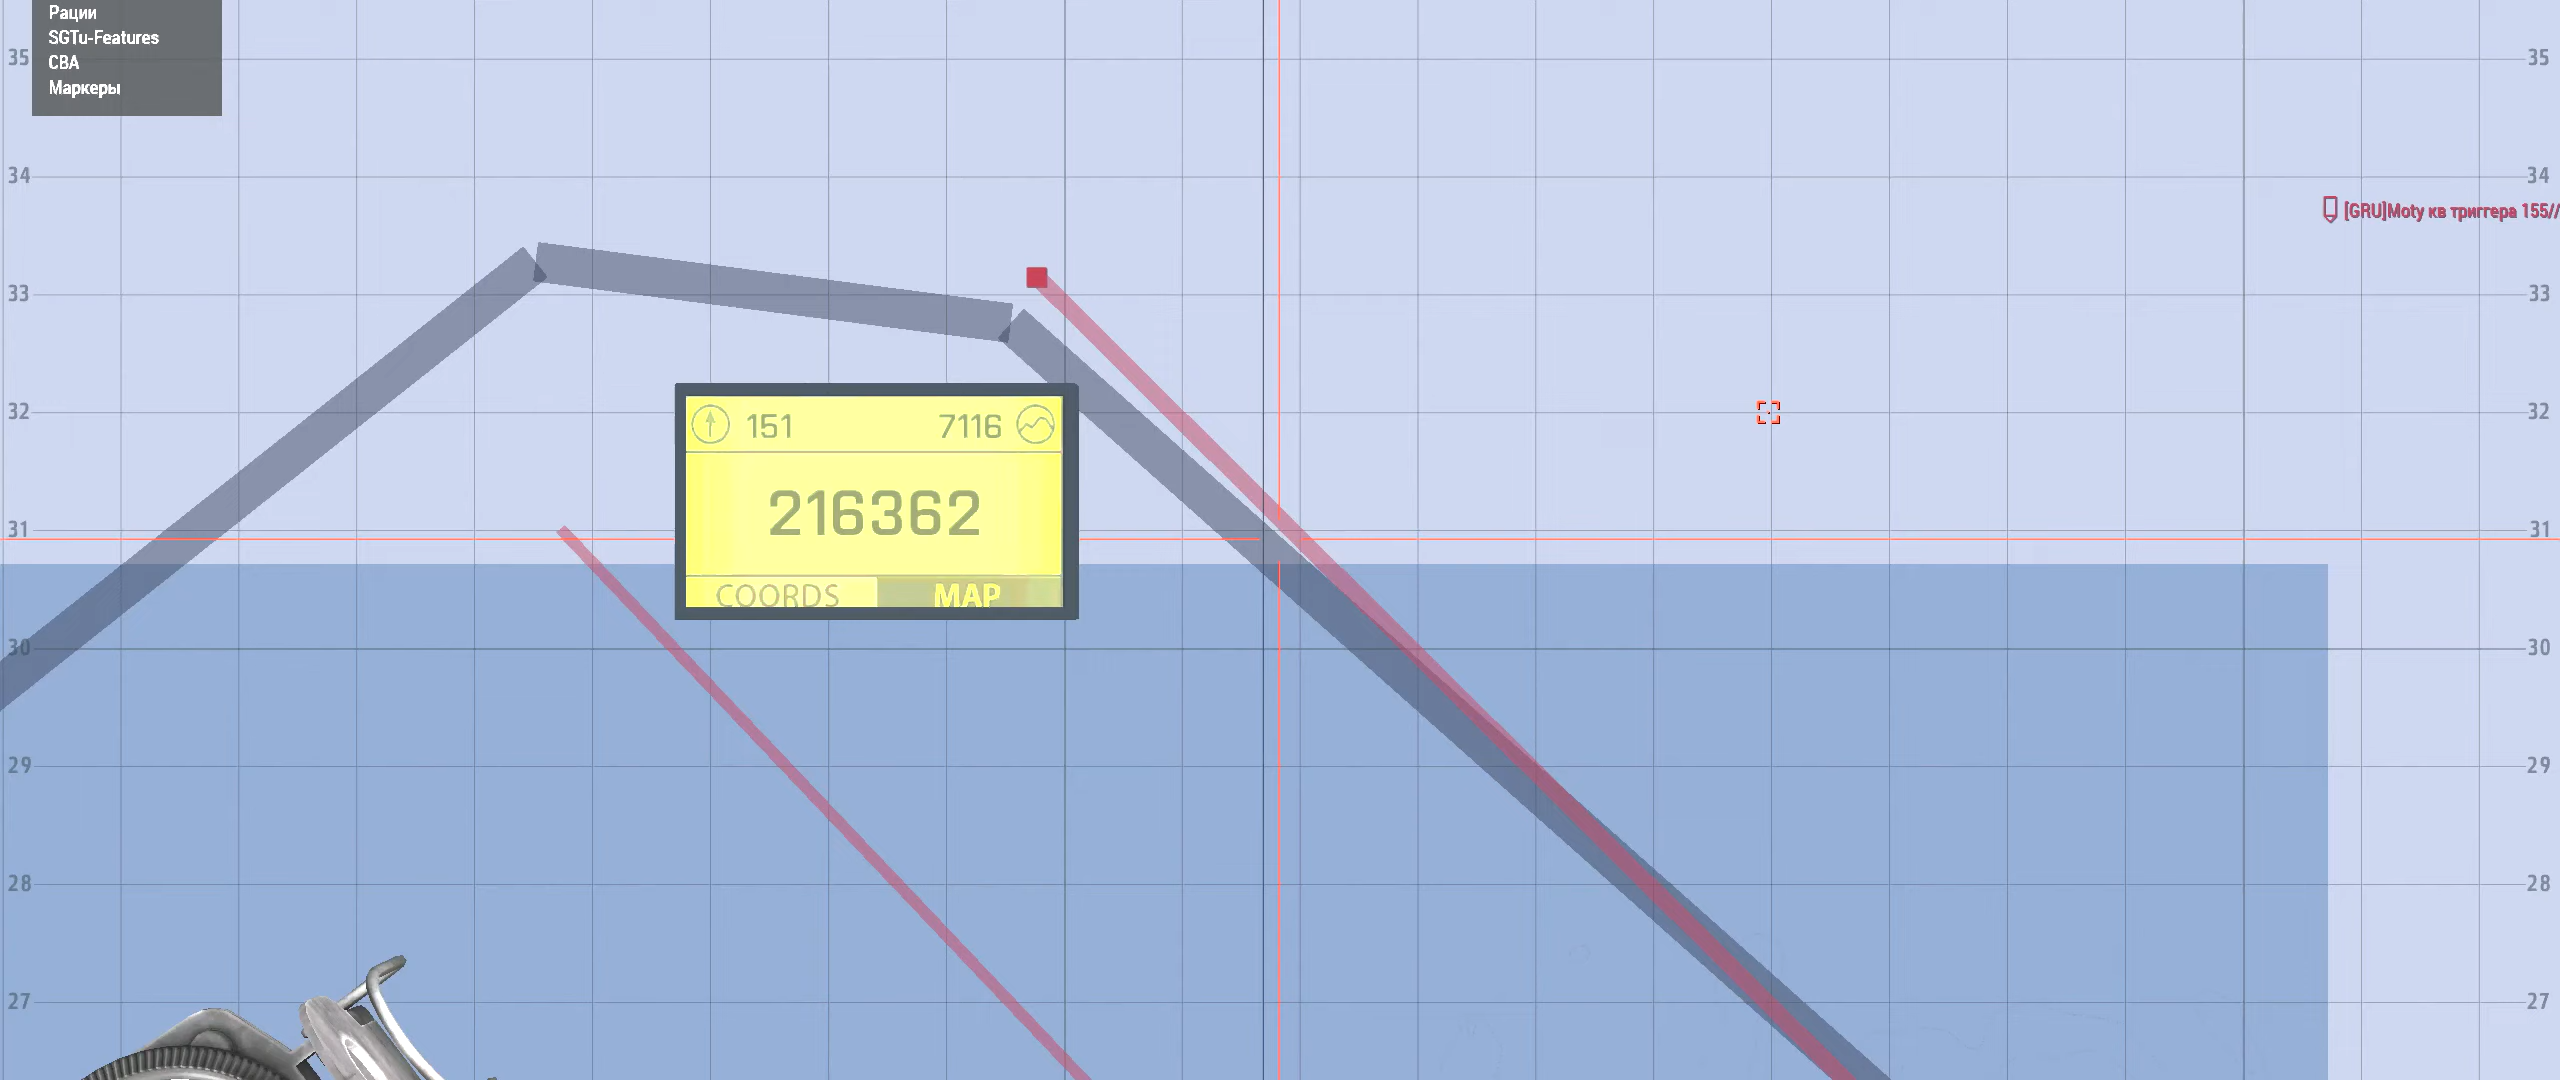 Рации
SGTu-Features
CBA
Маркеры
35 35
34 34
[GRU]Moty кв триггера 155//
33 33
32 32
151 7116
216362
31 31
COORDS MAP
30 30
29 29
28 28
27 27